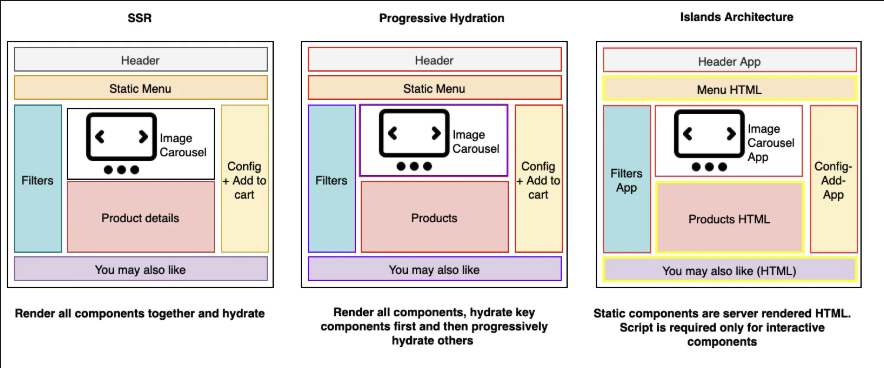 SSR
Header
Static Menu
Filters
Image
Carousel
Config
+ Add to
cart
Product details
You may also like
Render all components together and hydrate
Progressive Hydration
Header
Static Menu
Filters
Image
Carousel
Config
+ Add to
cart
Products
You may also like
Render all components, hydrate key
components first and then progressively
hydrate others
Islands Architecture
Header App
Menu HTML
Filters
App
Image
Carousel
App
Config-
Add-
App
Products HTML
You may also like (HTML)
Static components are server rendered HTML.
Script is required only for interactive
components